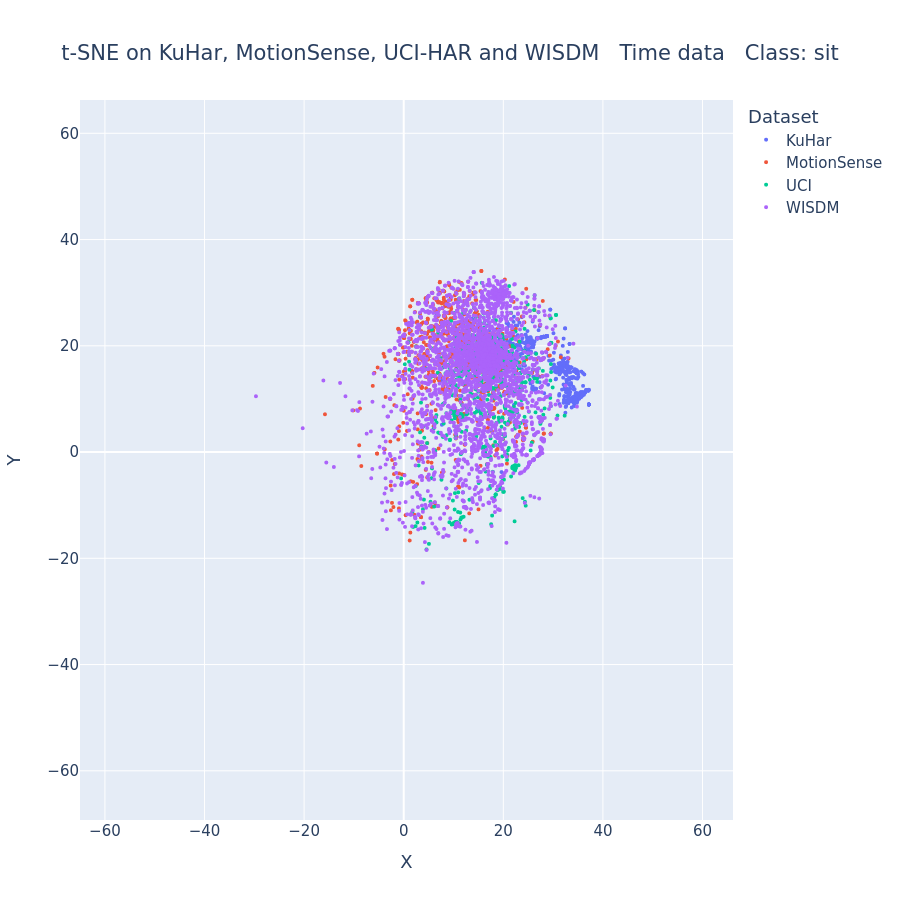 t-SNE on KuHar, MotionSense, UCI-HAR and WISDM   Time data   Class: sit
Dataset
KuHar
MotionSense
UCI
WISDM
60
40
20
0
−20
−40
−60
Y
−60
−40
−20
0
20
40
60
X